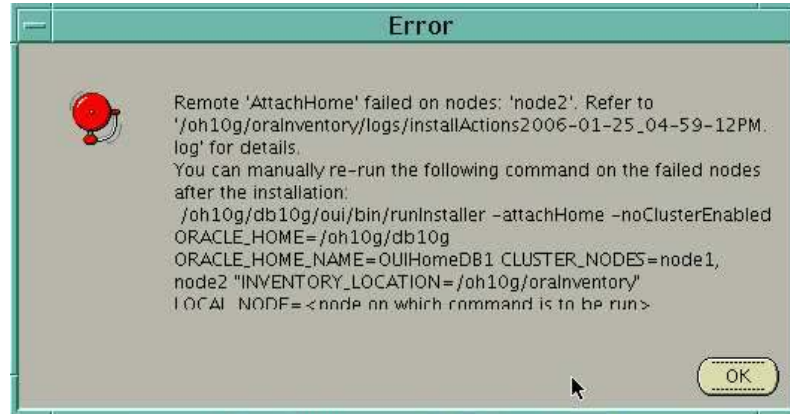 Error
Remote 'AttachHome' failed on nodes: 'node2'. Refer to
'/oh10g/oraInventory/logs/installActions2006-01-25_04-59-12PM.
log' for details.
You can manually re-run the following command on the failed nodes
after the installation:
/oh10g/db10g/oui/bin/runInstaller -attachHome -noClusterEnabled
ORACLE_HOME=/oh10g/db10g
ORACLE_HOME_NAME=OUIHomeDB1 CLUSTER_NODES=node1,
node2 "INVENTORY_LOCATION=/oh10g/oraInventory"
LOCAL_NODE=<node on which command is to be run>
OK